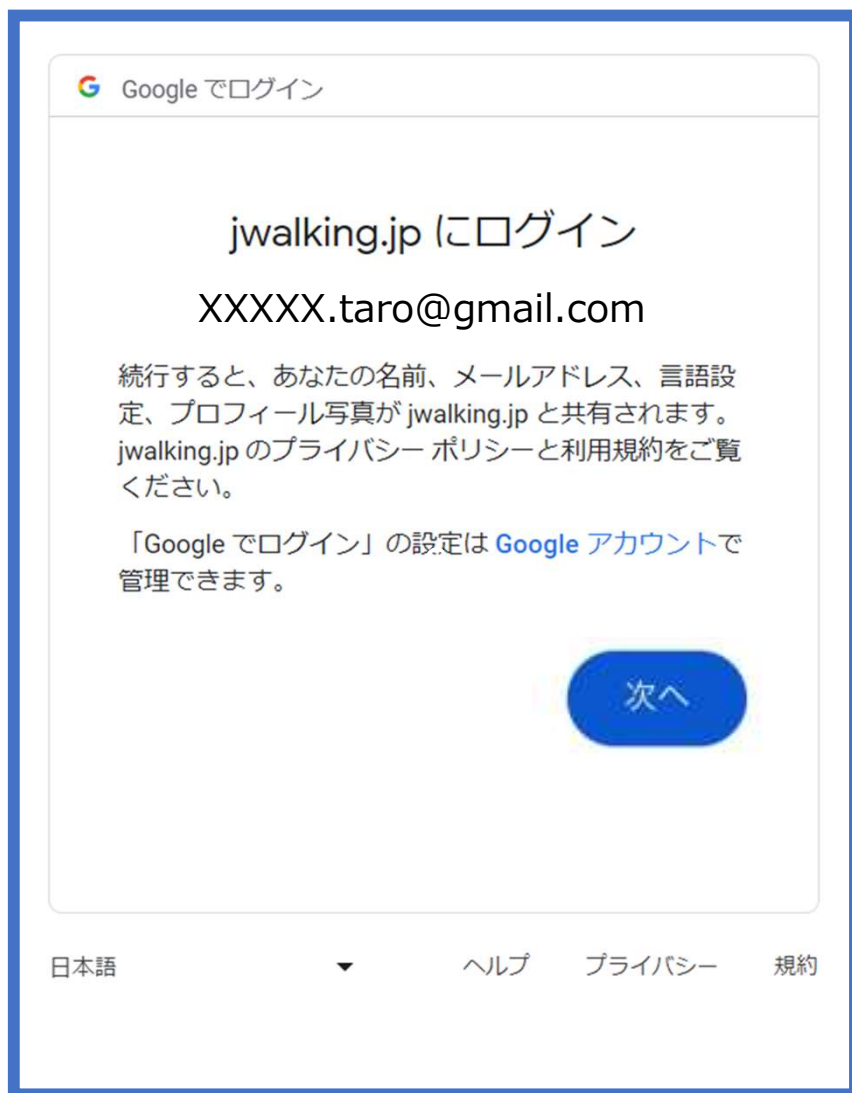 Google でログイン
jwalking.jp にログイン
XXXXX.taro@gmail.com
続行すると、あなたの名前、メールアドレス、言語設
定、プロフィール写真が jwalking.jp と共有されます。
jwalking.jp のプライバシー ポリシーと利用規約をご覧
ください。
「Google でログイン」の設定は Google アカウントで
管理できます。
次へ
日本語 ヘルプ プライバシー 規約